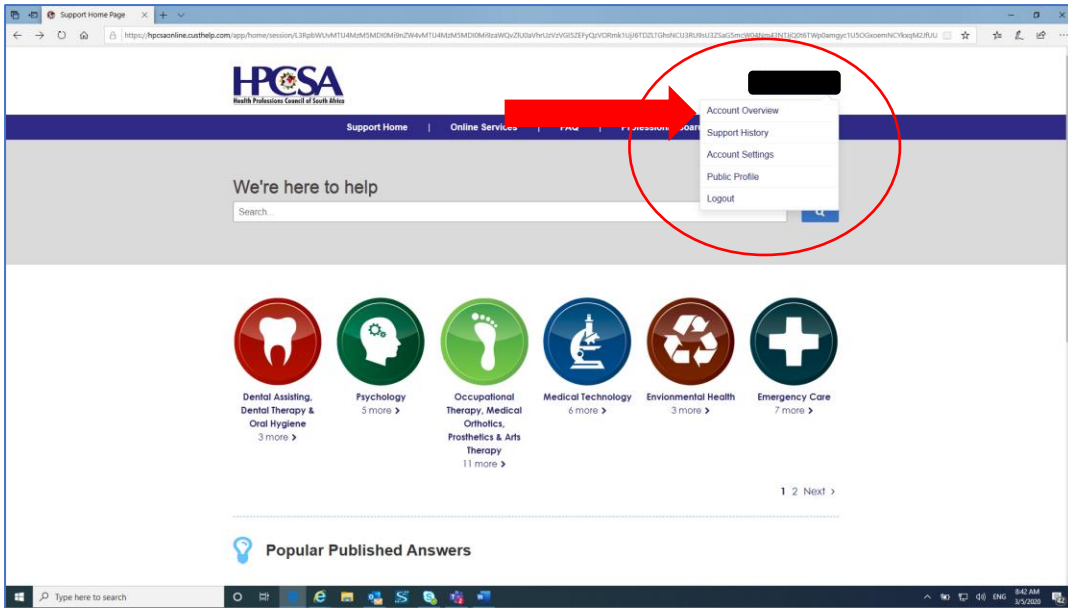 Support Home Page
HPCSA
Health Professions Council of South Africa
Support Home | Online Services | FAQ |
Account Overview
Support History
Account Settings
Public Profile
Logout
We're here to help
Search...
Dental Assisting,
Dental Therapy &
Oral Hygiene
3 more >
Psychology
5 more >
Occupational
Therapy, Medical
Orthotics,
Prosthetics & Arts
Therapy
11 more >
Medical Technology
6 more >
Envionmental Health
3 more >
Emergency Care
7 more >
1 2 Next >
Popular Published Answers
Type here to search
ENG
8:42 AM
3/5/2020